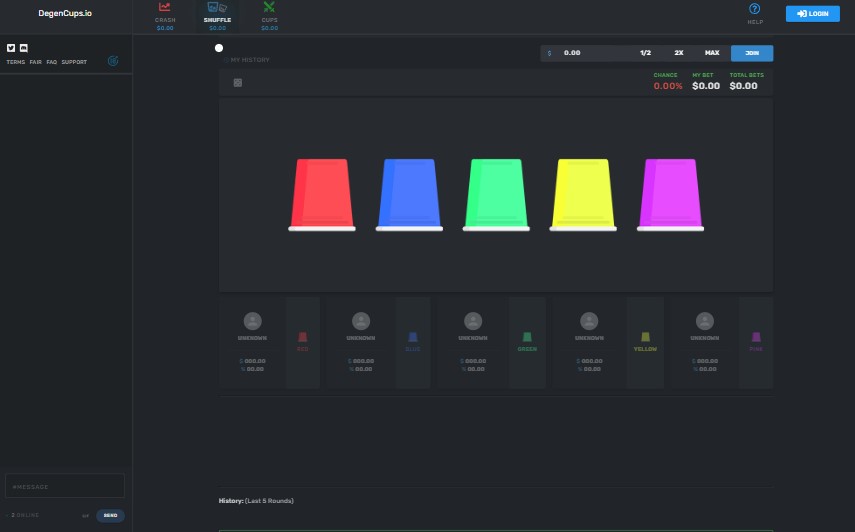 DegenCups.io
CRASH
$0.00
SHUFFLE
$0.00
CUPS
$0.00
HELP
LOGIN
TERMS FAIR FAQ SUPPORT
MY HISTORY
$ 0.00 1/2 2X MAX JOIN
CHANCE MY BET TOTAL BETS
0.00% $0.00 $0.00
UNKNOWN RED
$ 000.00
% 00.00
UNKNOWN BLUE
$ 000.00
% 00.00
UNKNOWN GREEN
$ 000.00
% 00.00
UNKNOWN YELLOW
$ 000.00
% 00.00
UNKNOWN PINK
$ 000.00
% 00.00
#MESSAGE
2 ONLINE SEND
History: (Last 5 Rounds)